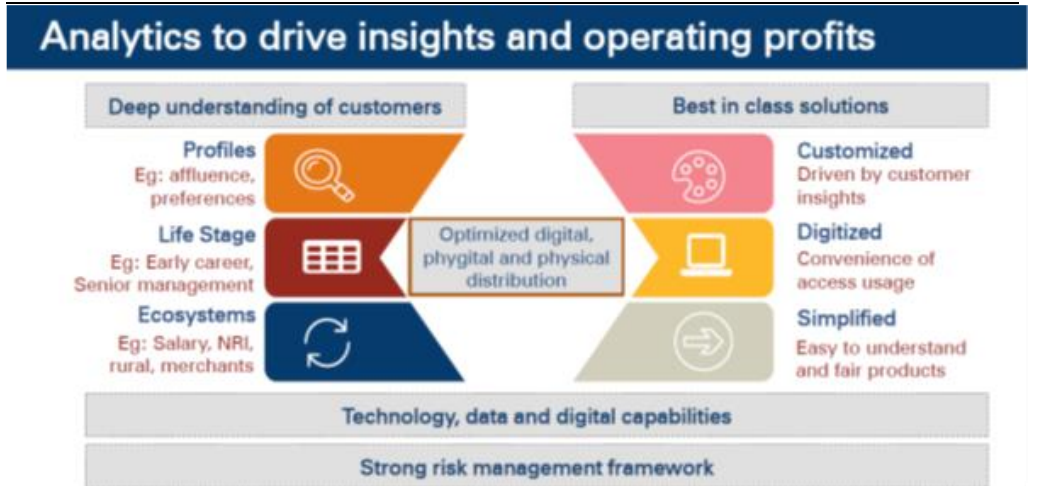 Analytics to drive insights and operating profits
Deep understanding of customers
Profiles
Eg: affluence,
preferences
Life Stage
Eg: Early career,
Senior management
Ecosystems
Eg: Salary, NRI,
rural, merchants
Optimized digital,
phygital and physical
distribution
Best in class solutions
Customized
Driven by customer
insights
Digitized
Convenience of
access usage
Simplified
Easy to understand
and fair products
Technology, data and digital capabilities
Strong risk management framework